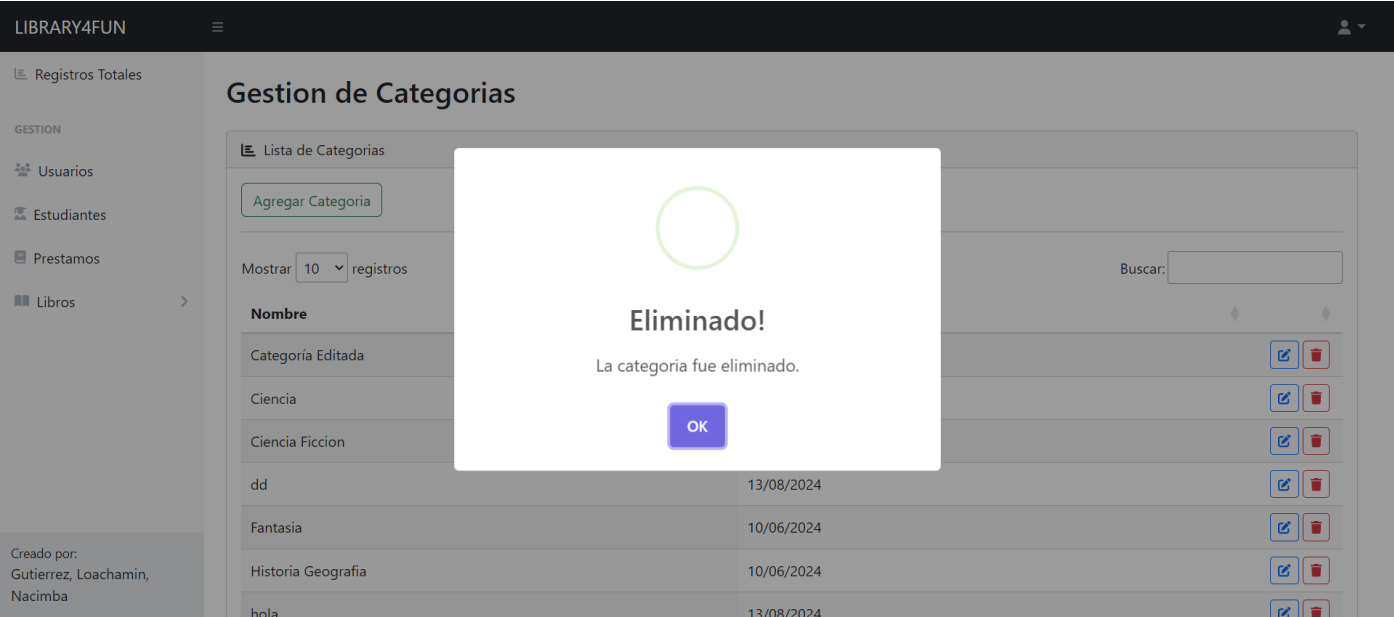 LIBRARY4FUN
Registros Totales
Gestion de Categorias
GESTION
Lista de Categorias
Usuarios
Agregar Categoria
Estudiantes
Prestamos
Mostrar 10 registros
Buscar:
Libros
Nombre
Eliminado!
Categoría Editada
La categoria fue eliminado.
Ciencia
OK
Ciencia Ficcion
dd 13/08/2024
Fantasia 10/06/2024
Historia Geografia 10/06/2024
hola 13/08/2024
Creado por:
Gutierrez, Loachamin,
Nacimba